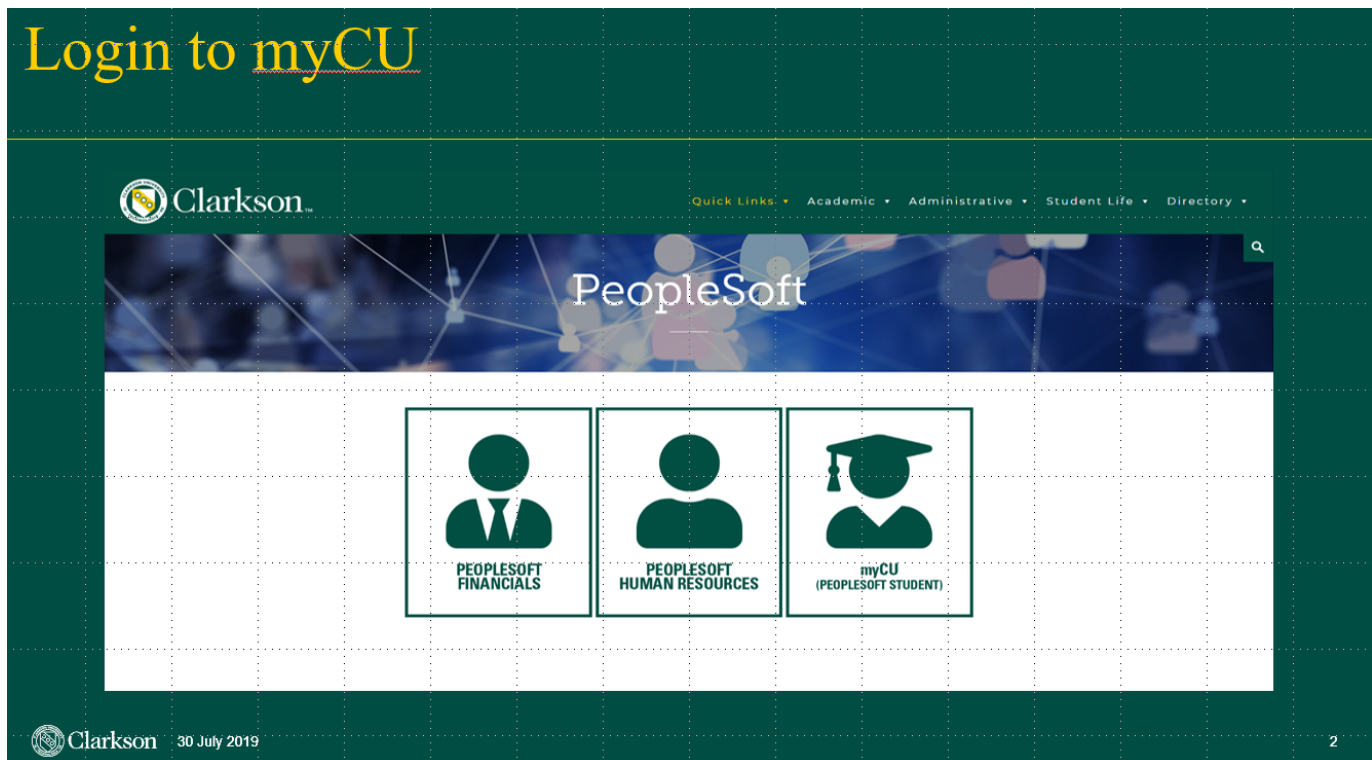 Login to myCU
Clarkson™
Quick Links Academic Administrative Student Life Directory
PeopleSoft
PEOPLESOFT
FINANCIALS
PEOPLESOFT
HUMAN RESOURCES
myCU
(PEOPLESOFT STUDENT)
Clarkson 30 July 2019
2